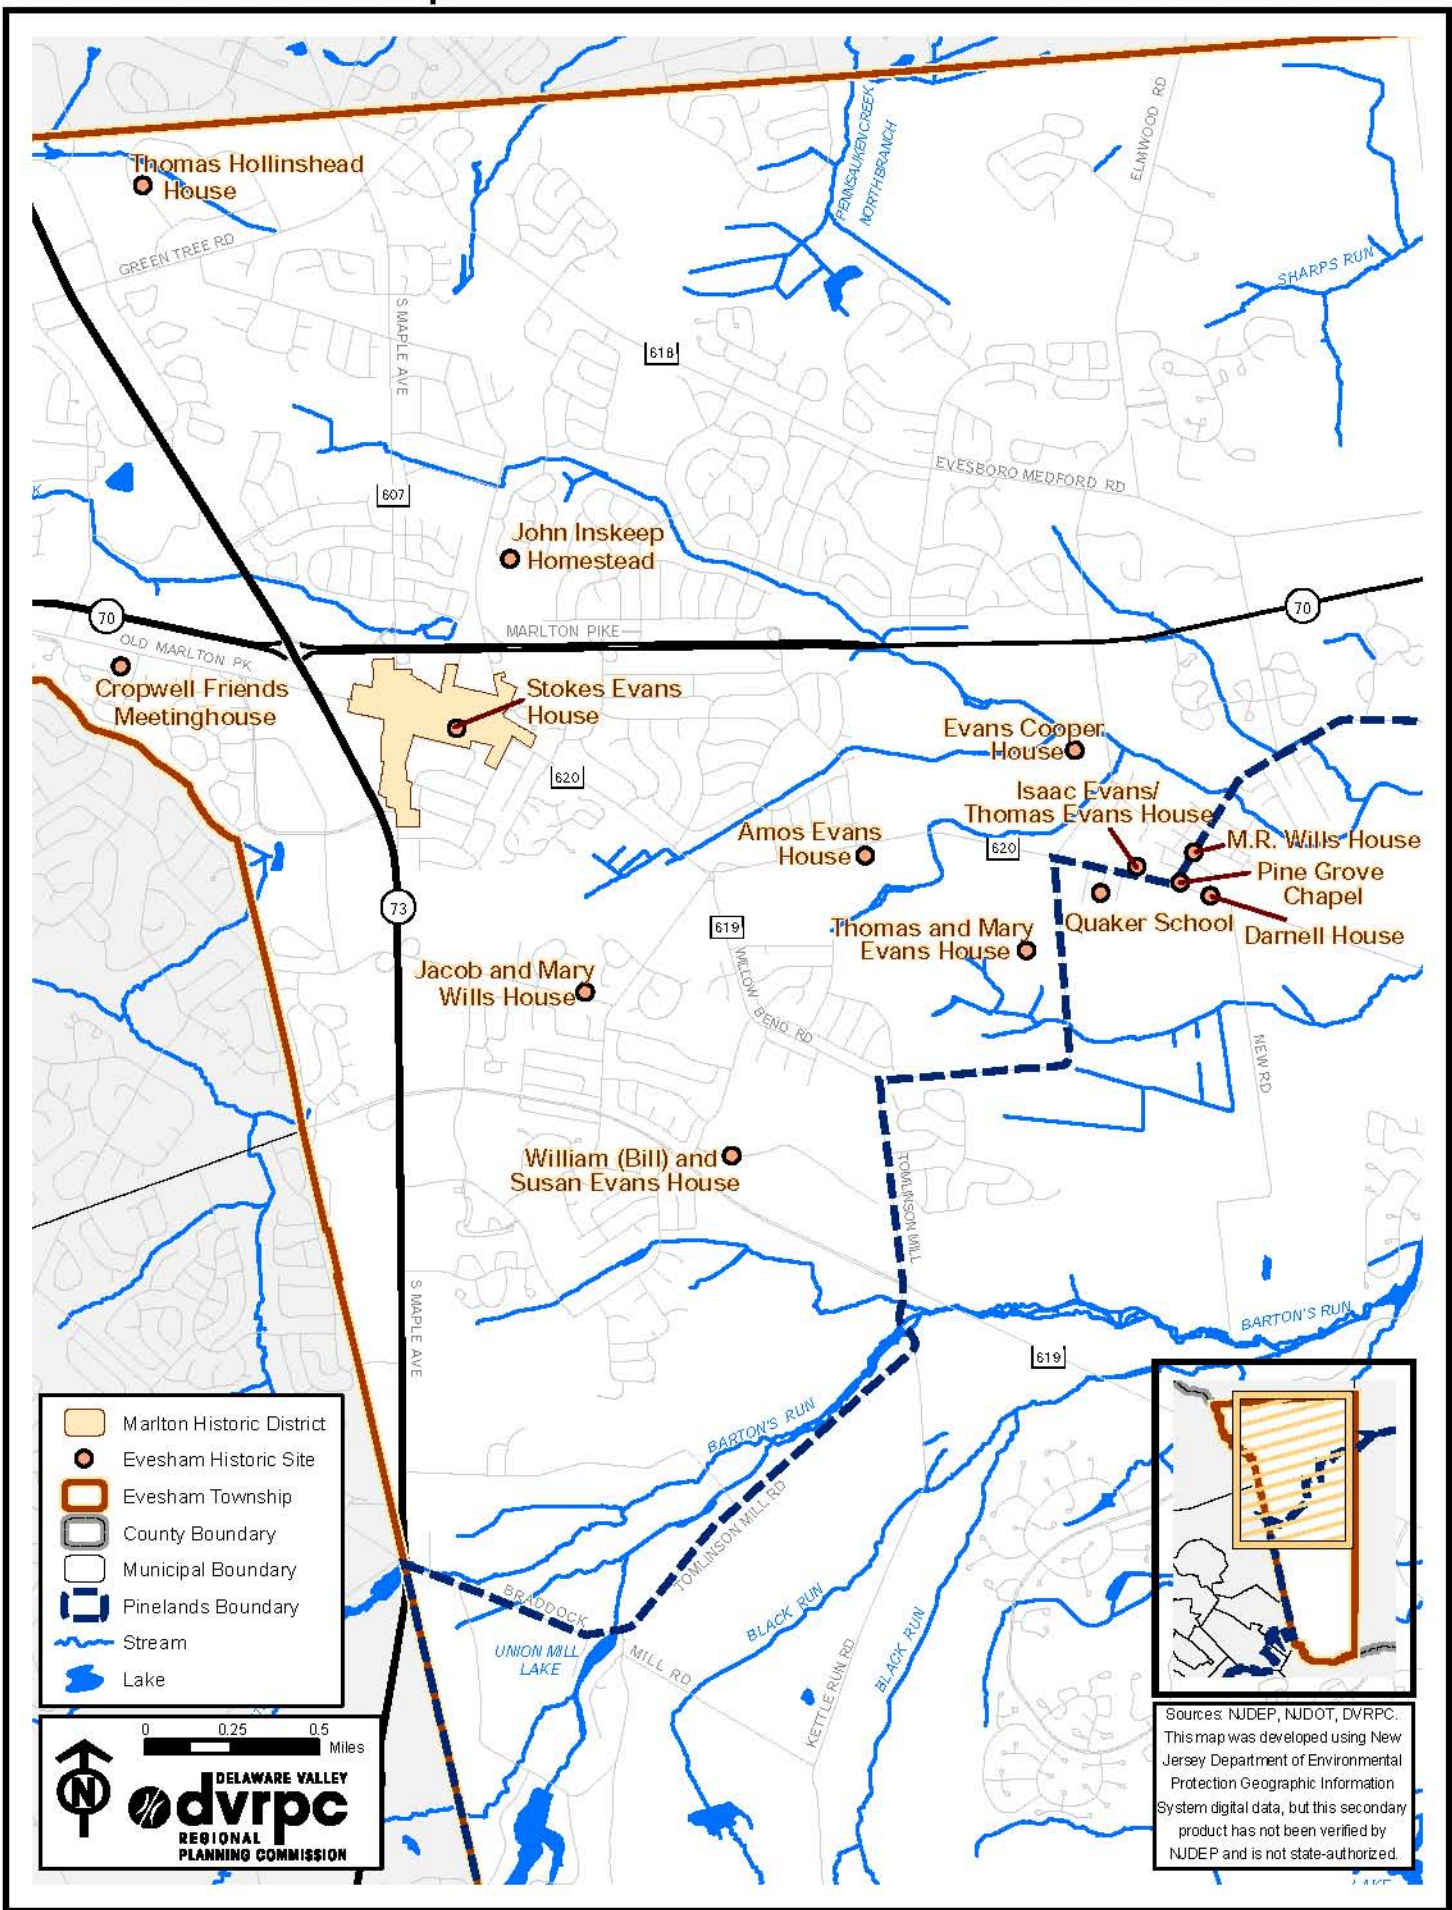 PENNSAUKEN CREEK
NORTH BRANCH
ELMWOOD RD
Thomas Hollinshead
House
GREEN TREE RD
SHARPS RUN
S MAPLE AVE
618
EVESBORO MEDFORD RD
607
K
John Inskeep
Homestead
70
70
MARLTON PIKE
OLD MARLTON PK
Cropwell Friends
Meetinghouse
Stokes Evans
House
Evans Cooper
House
620
Isaac Evans/
Thomas Evans House
Amos Evans
House
620
M.R. Wills House
Pine Grove
Chapel
73
619
Thomas and Mary
Evans House
Quaker School
Darnell House
Jacob and Mary
Wills House
WILLOW BEND RD
NEW RD
William (Bill) and
Susan Evans House
TOMLINSON MILL
S MAPLE AVE
BARTON'S RUN
619
BARTON'S RUN
TOMLINSON MILL RD
BRADDOCK
MILL RD
UNION MILL
LAKE
BLACK RUN
BLACK RUN
KETTLE RUN RD
Marlton Historic District
Evesham Historic Site
Evesham Township
County Boundary
Municipal Boundary
Pinelands Boundary
Stream
Lake
0 0.25 0.5
Miles
N
DELAWARE VALLEY
dvrpc
REGIONAL
PLANNING COMMISSION
Sources: NJDEP, NJDOT, DVRPC.
This map was developed using New
Jersey Department of Environmental
Protection Geographic Information
System digital data, but this secondary
product has not been verified by
NJDEP and is not state-authorized.
LAKE